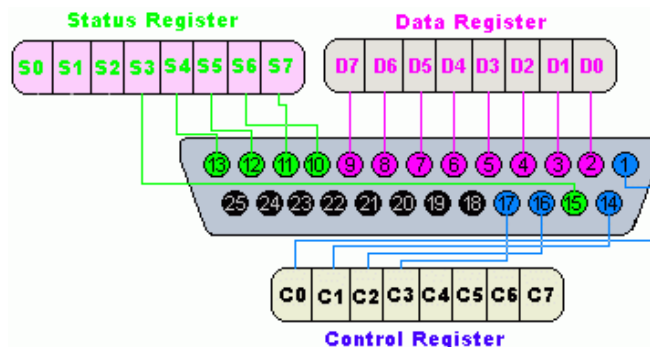 Status Register
Data Register
S0 S1 S2 S3 S4 S5 S6 S7
D7 D6 D5 D4 D3 D2 D1 D0
13 12 11 10 9 8 7 6 5 4 3 2 1
25 24 23 22 21 20 19 18 17 16 15 14
C0 C1 C2 C3 C4 C5 C6 C7
Control Register